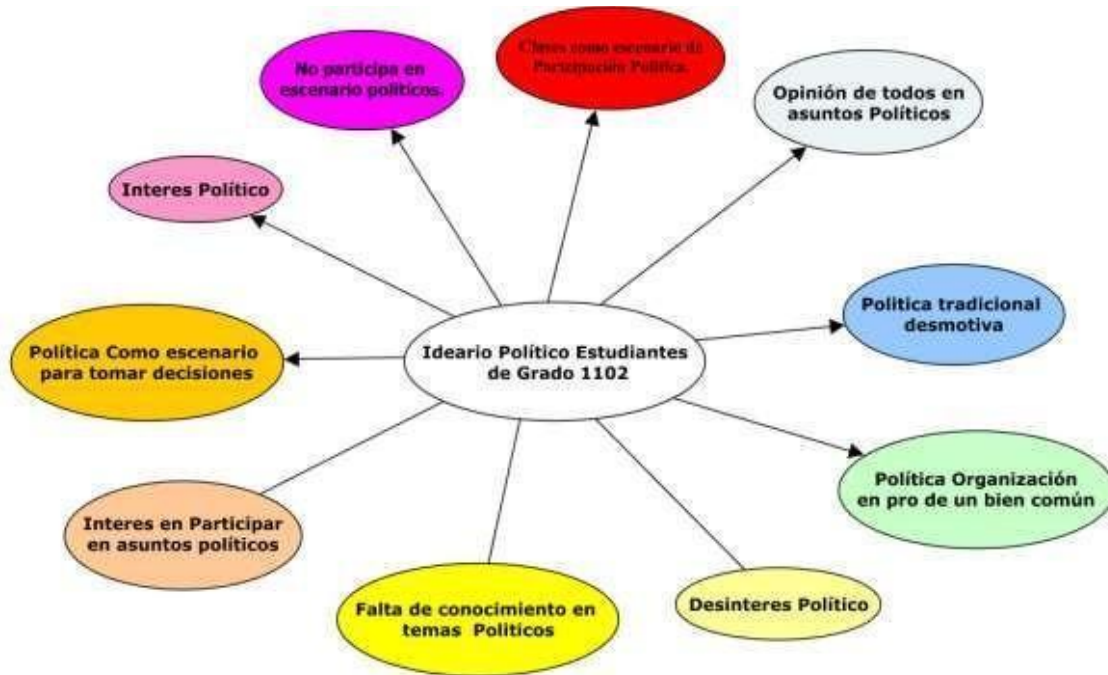 No participa en
escenario políticos.
como escenario de
Participación Política.
Opinión de todos en
asuntos Políticos
Interes Político
Politica tradicional
desmotiva
Política Como escenario
para tomar decisiones
Ideario Político Estudiantes
de Grado 1102
Política Organización
en pro de un bien común
Interes en Participar
en asuntos políticos
Falta de conocimiento en
temas Politicos
Desinteres Político